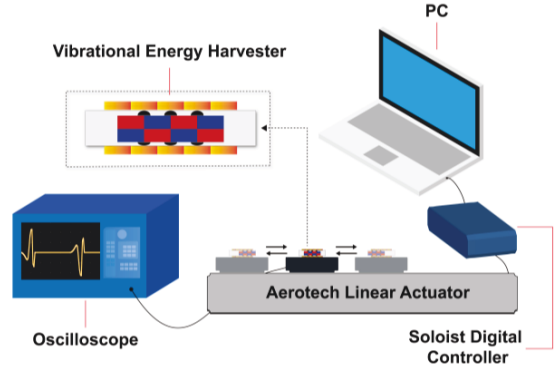 PC
Vibrational Energy Harvester
Aerotech Linear Actuator
Oscilloscope
Soloist Digital
Controller